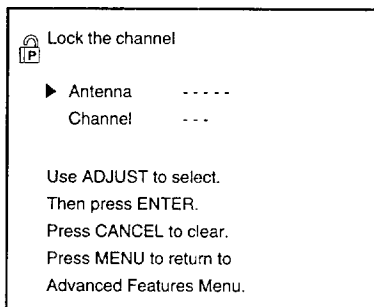 Lock the channel
P
▶ Antenna - - - - -
Channel - - -
Use ADJUST to select.
Then press ENTER.
Press CANCEL to clear.
Press MENU to return to
Advanced Features Menu.